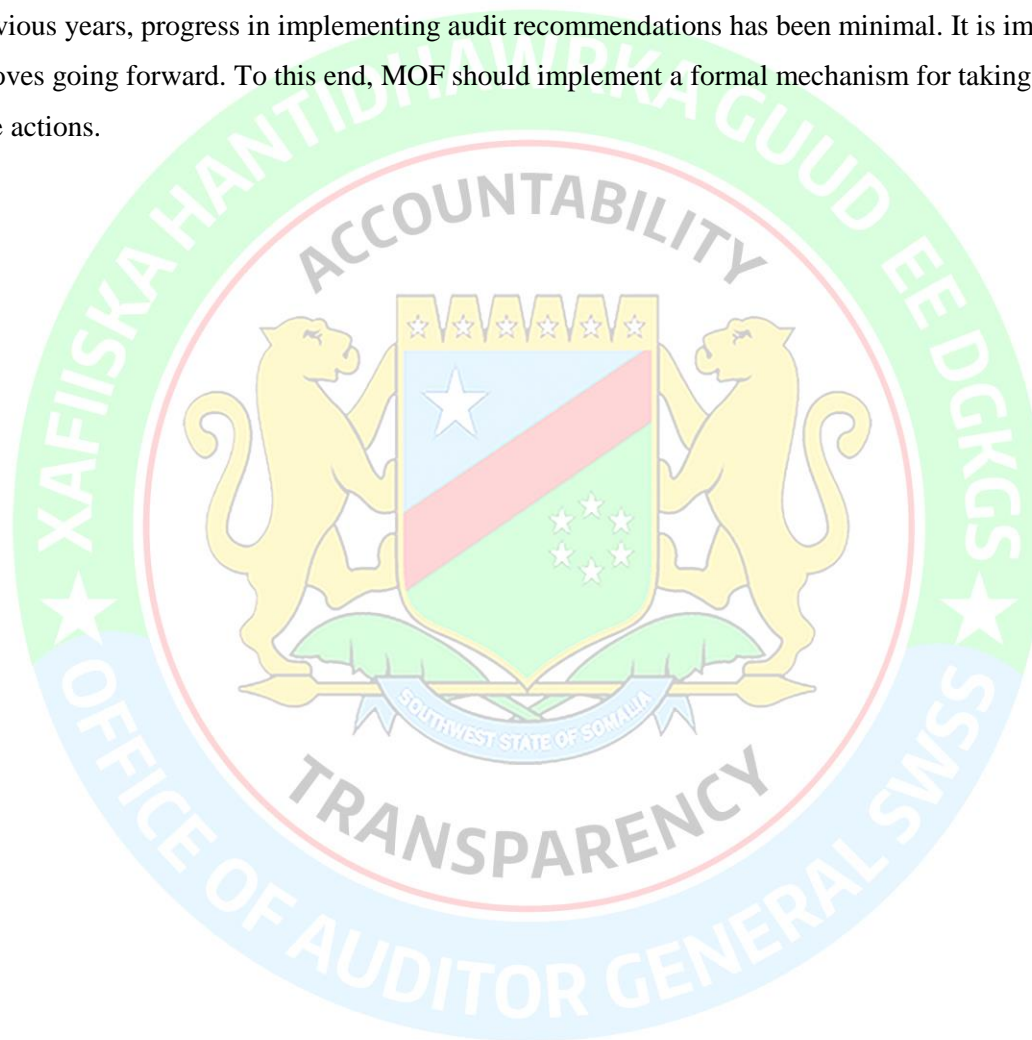 vious years, progress in implementing audit recommendations has been minimal. It is im
oves going forward. To this end, MOF should implement a formal mechanism for taking
e actions.
XAFIISKA HANTIDHAWRKA GUUD EE DGKGS
ACCOUNTABILITY
SOUTHWEST STATE OF SOMALIA
TRANSPARENCY
OFFICE OF AUDITOR GENERAL SWSS